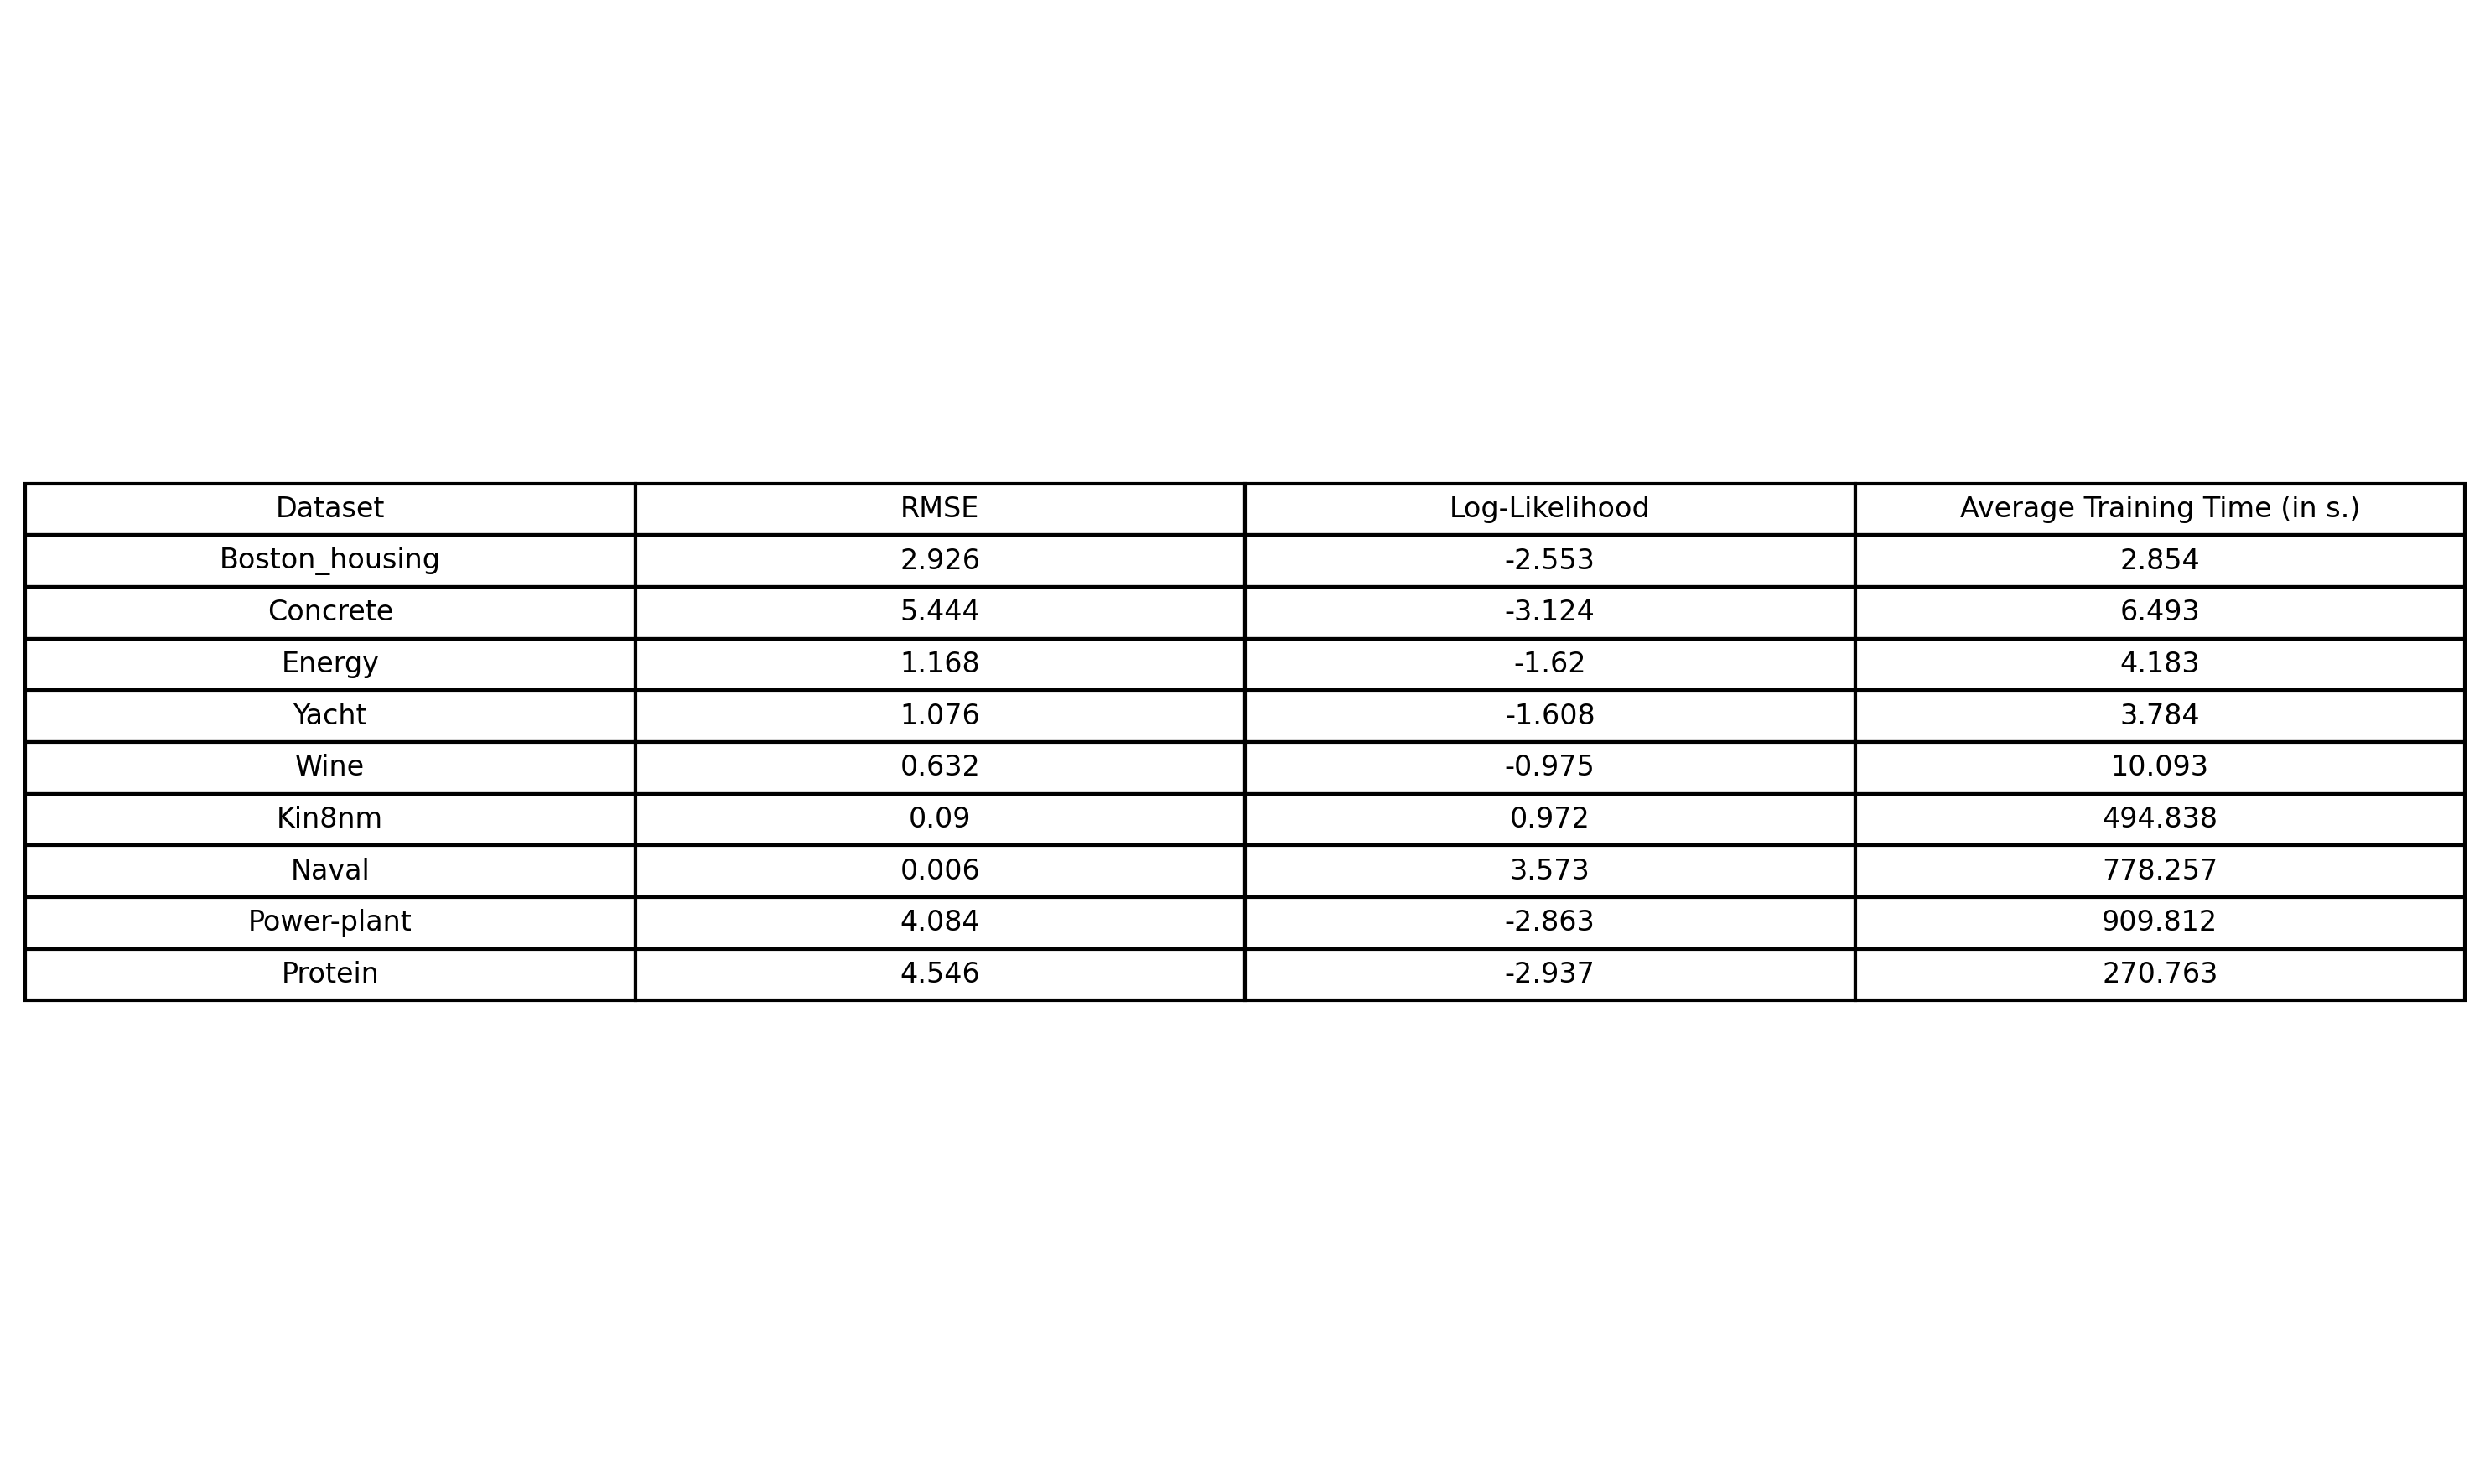 Dataset RMSE Log-Likelihood Average Training Time (in s.)
Boston_housing 2.926 -2.553 2.854
Concrete 5.444 -3.124 6.493
Energy 1.168 -1.62 4.183
Yacht 1.076 -1.608 3.784
Wine 0.632 -0.975 10.093
Kin8nm 0.09 0.972 494.838
Naval 0.006 3.573 778.257
Power-plant 4.084 -2.863 909.812
Protein 4.546 -2.937 270.763